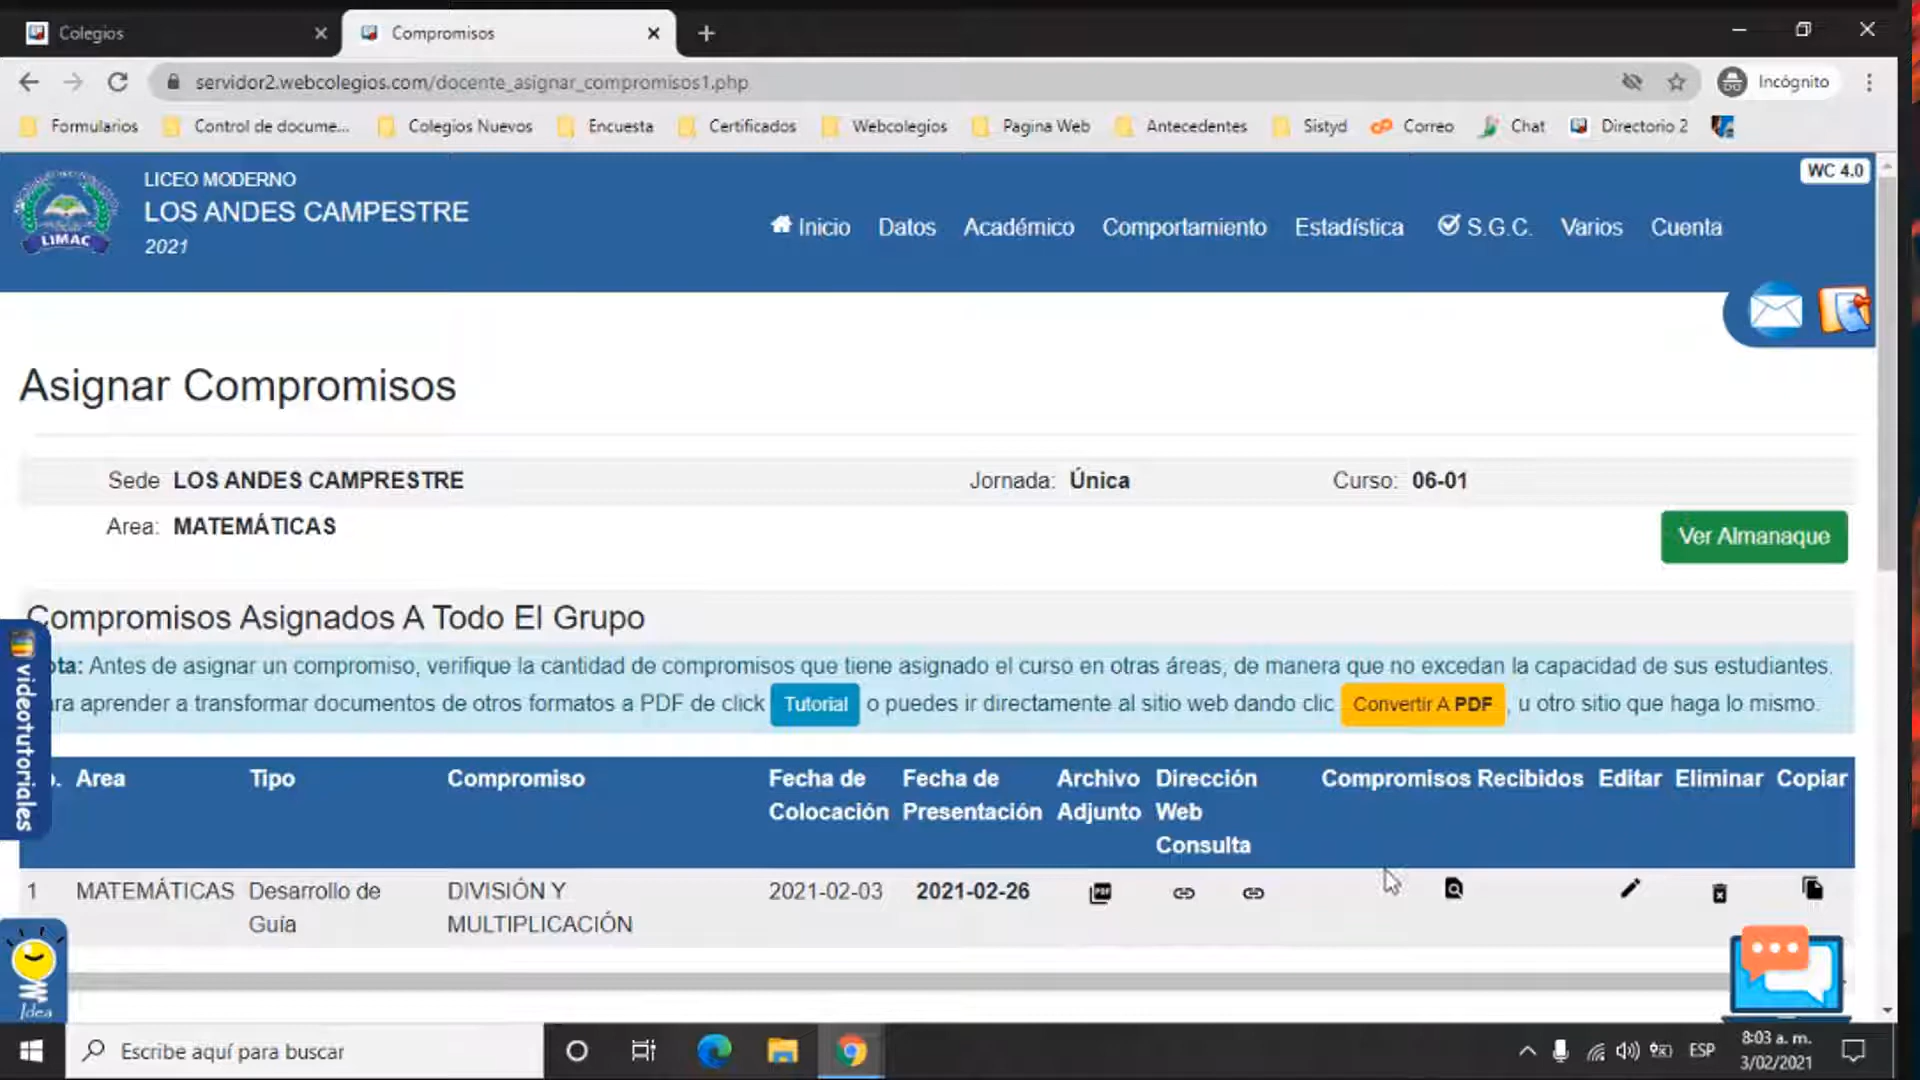 Colegios
Compromisos
servidor2.webcolegios.com/docente_asignar_compromisos1.php
Incógnito
Formularios Control de docume... Colegios Nuevos Encuesta Certificados Webcolegios Pagina Web Antecedentes Sistyd Correo Chat Directorio 2
WC 4.0
LICEO MODERNO
LOS ANDES CAMPESTRE
2021
LIMAC
Inicio Datos Académico Comportamiento Estadística S.G.C. Varios Cuenta
Asignar Compromisos
Sede LOS ANDES CAMPRESTRE Jornada: Única Curso: 06-01
Area: MATEMÁTICAS
Ver Almanaque
Compromisos Asignados A Todo El Grupo
ota: Antes de asignar un compromiso, verifique la cantidad de compromisos que tiene asignado el curso en otras áreas, de manera que no excedan la capacidad de sus estudiantes.
ra aprender a transformar documentos de otros formatos a PDF de click Tutorial o puedes ir directamente al sitio web dando clic Convertir A PDF , u otro sitio que haga lo mismo.
videotutoriales
. Area Tipo Compromiso Fecha de Fecha de Archivo Dirección Compromisos Recibidos Editar Eliminar Copiar
Colocación Presentación Adjunto Web
Consulta
1 MATEMÁTICAS Desarrollo de DIVISIÓN Y 2021-02-03 2021-02-26 PDF
Guía MULTIPLICACIÓN
Idea
Escribe aquí para buscar
ESP
8:03 a. m.
3/02/2021